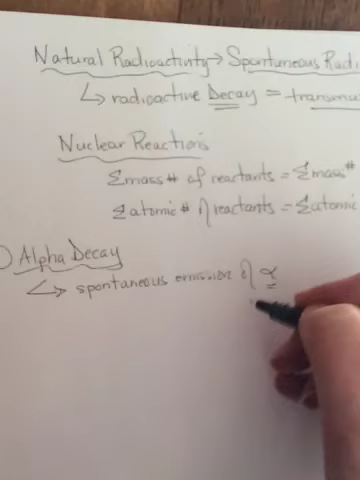 Natural Radioactivity → Spontaneous Radi
↳ radioactive Decay = transmu
Nuclear Reactions
Σmass # of reactants = Σmass #
Σatomic # of reactants = Σatomic
) Alpha Decay
↳ spontaneous emission of α